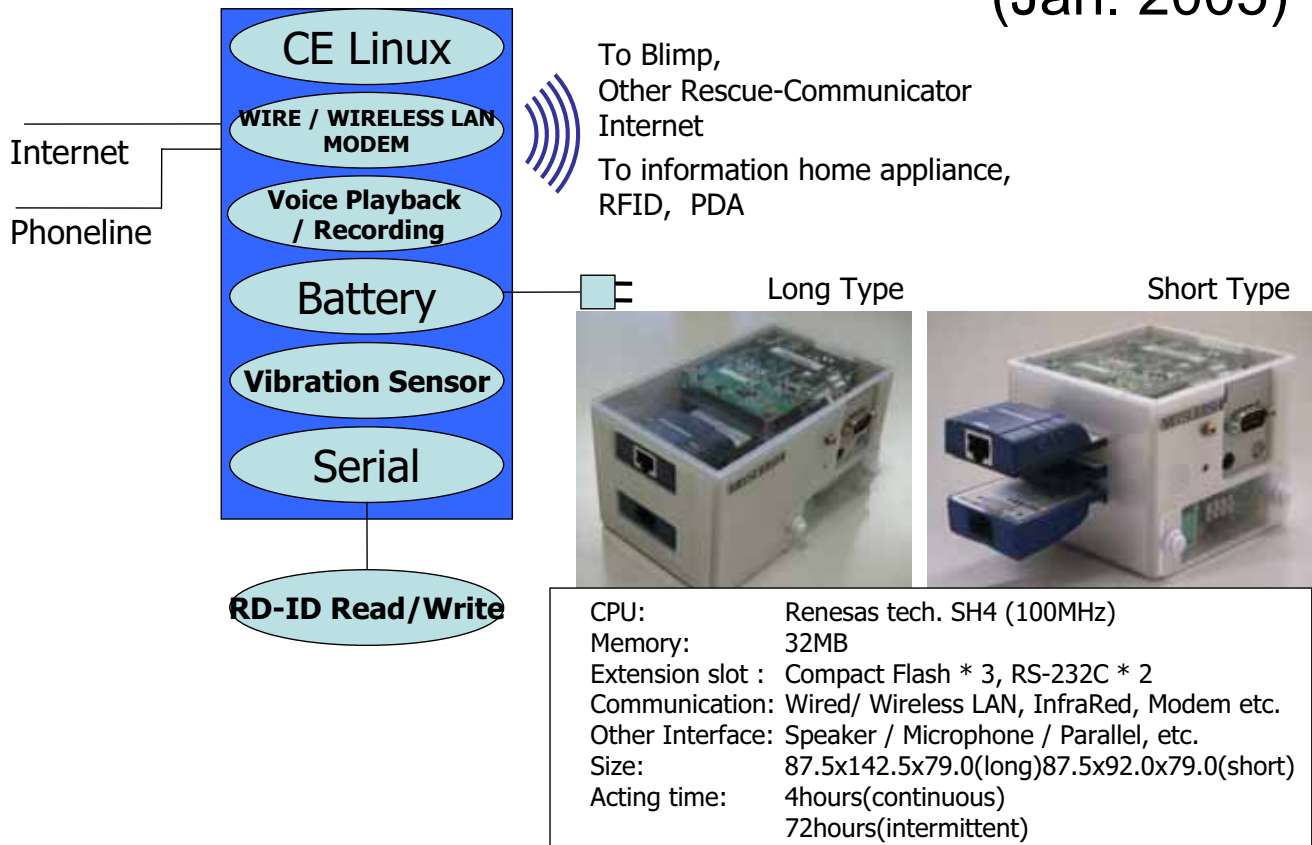 (Jan. 2005)
CE Linux
WIRE / WIRELESS LAN
MODEM
Voice Playback
/ Recording
Battery
Vibration Sensor
Serial
RD-ID Read/Write
Internet
Phoneline
To Blimp,
Other Rescue-Communicator
Internet
To information home appliance,
RFID, PDA
Long Type
Short Type
CPU: Renesas tech. SH4 (100MHz)
Memory: 32MB
Extension slot : Compact Flash * 3, RS-232C * 2
Communication: Wired/ Wireless LAN, InfraRed, Modem etc.
Other Interface: Speaker / Microphone / Parallel, etc.
Size: 87.5x142.5x79.0(long)87.5x92.0x79.0(short)
Acting time: 4hours(continuous)
72hours(intermittent)